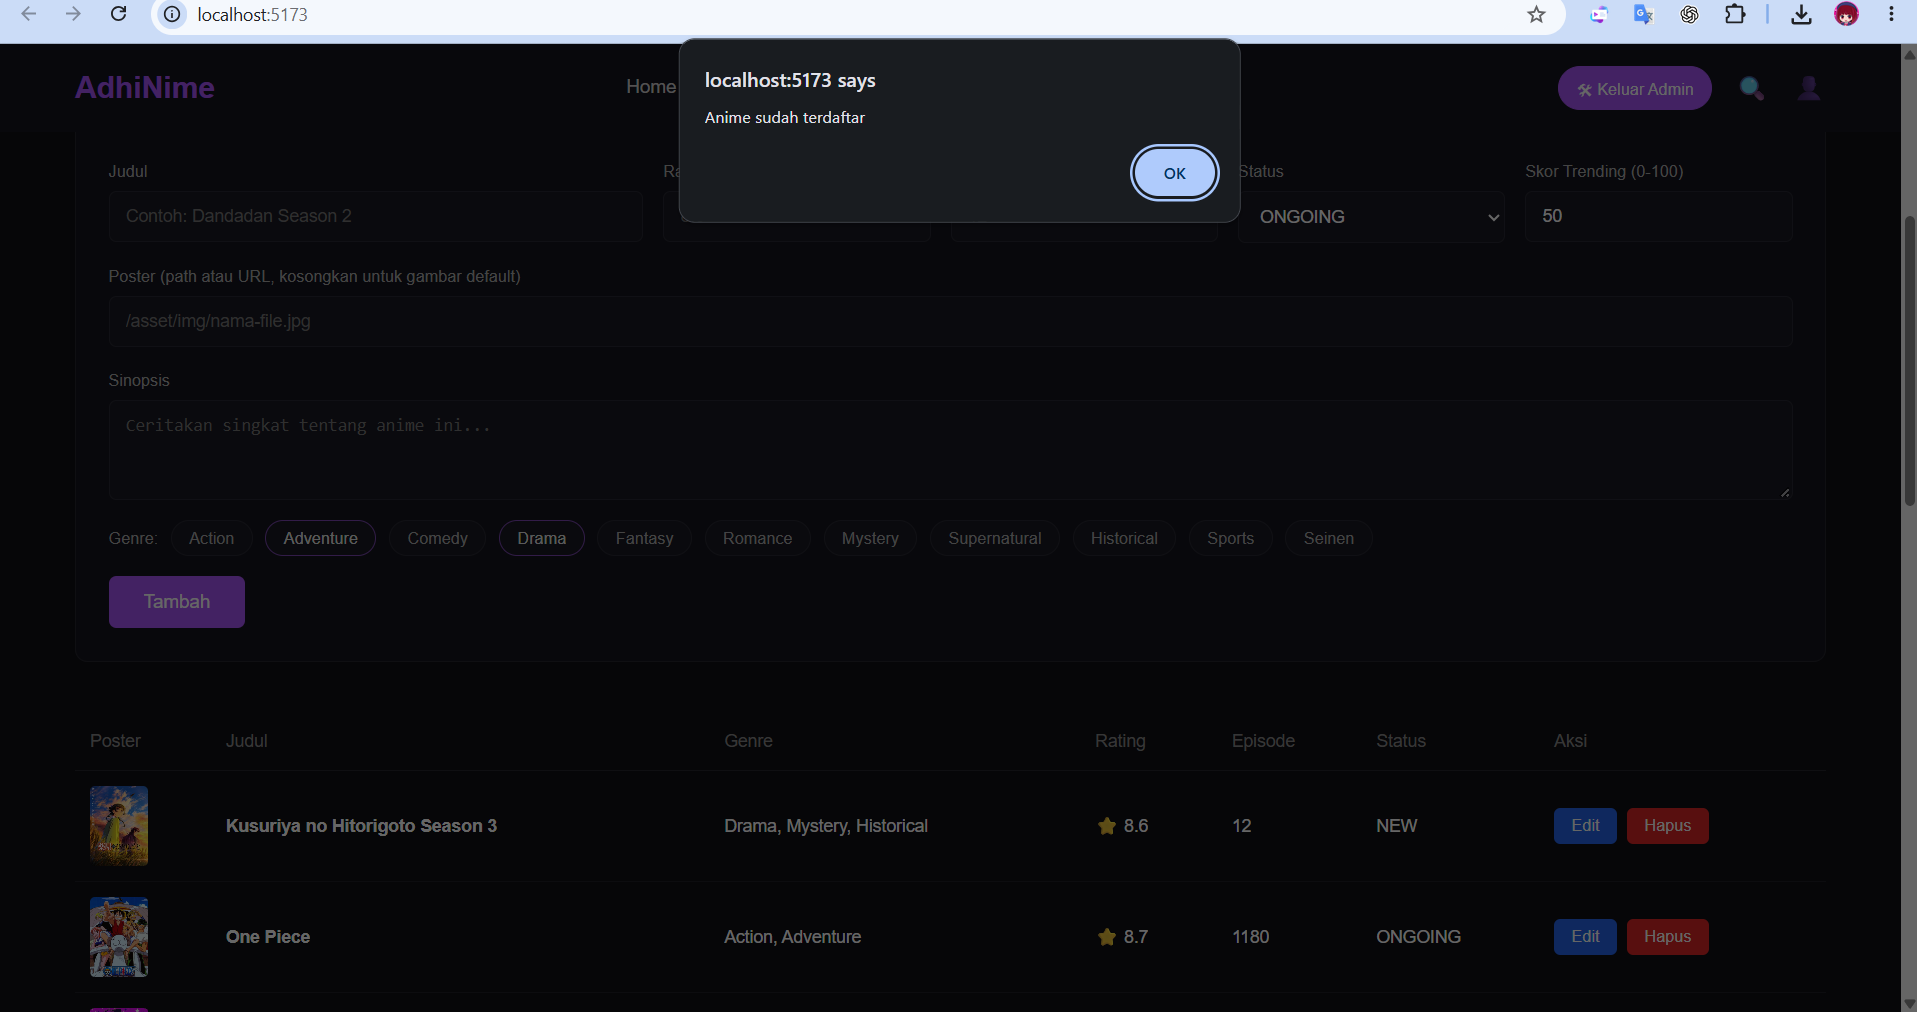 localhost:5173
AdhiNime
Home
localhost:5173 says
Anime sudah terdaftar
OK
🛠 Keluar Admin
Judul
Status
Skor Trending (0-100)
Contoh: Dandadan Season 2
ONGOING
50
Poster (path atau URL, kosongkan untuk gambar default)
/asset/img/nama-file.jpg
Sinopsis
Ceritakan singkat tentang anime ini...
Genre: Action Adventure Comedy Drama Fantasy Romance Mystery Supernatural Historical Sports Seinen
Tambah
Poster Judul Genre Rating Episode Status Aksi
Kusuriya no Hitorigoto Season 3 Drama, Mystery, Historical ⭐ 8.6 12 NEW Edit Hapus
One Piece Action, Adventure ⭐ 8.7 1180 ONGOING Edit Hapus